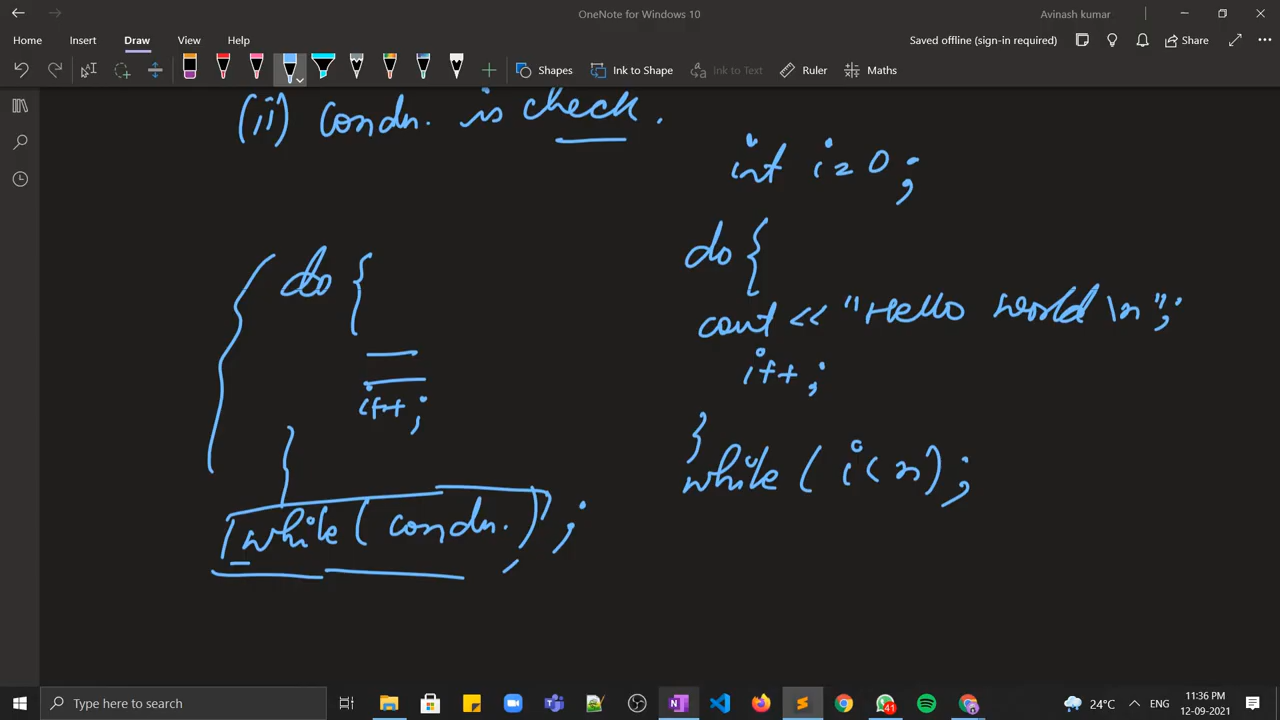 OneNote for Windows 10
Avinash kumar
Home Insert Draw View Help
Saved offline (sign-in required)
Share
Shapes
Ink to Shape
Ink to Text
Ruler
Maths
(ii) condn. is check.
int i=0;
do {
i++;
}
while( condn. ) ;
do {
cout << "Hello world \n";
i++;
}
while( i< n);
Type here to search
41
24°C
ENG
11:36 PM
12-09-2021